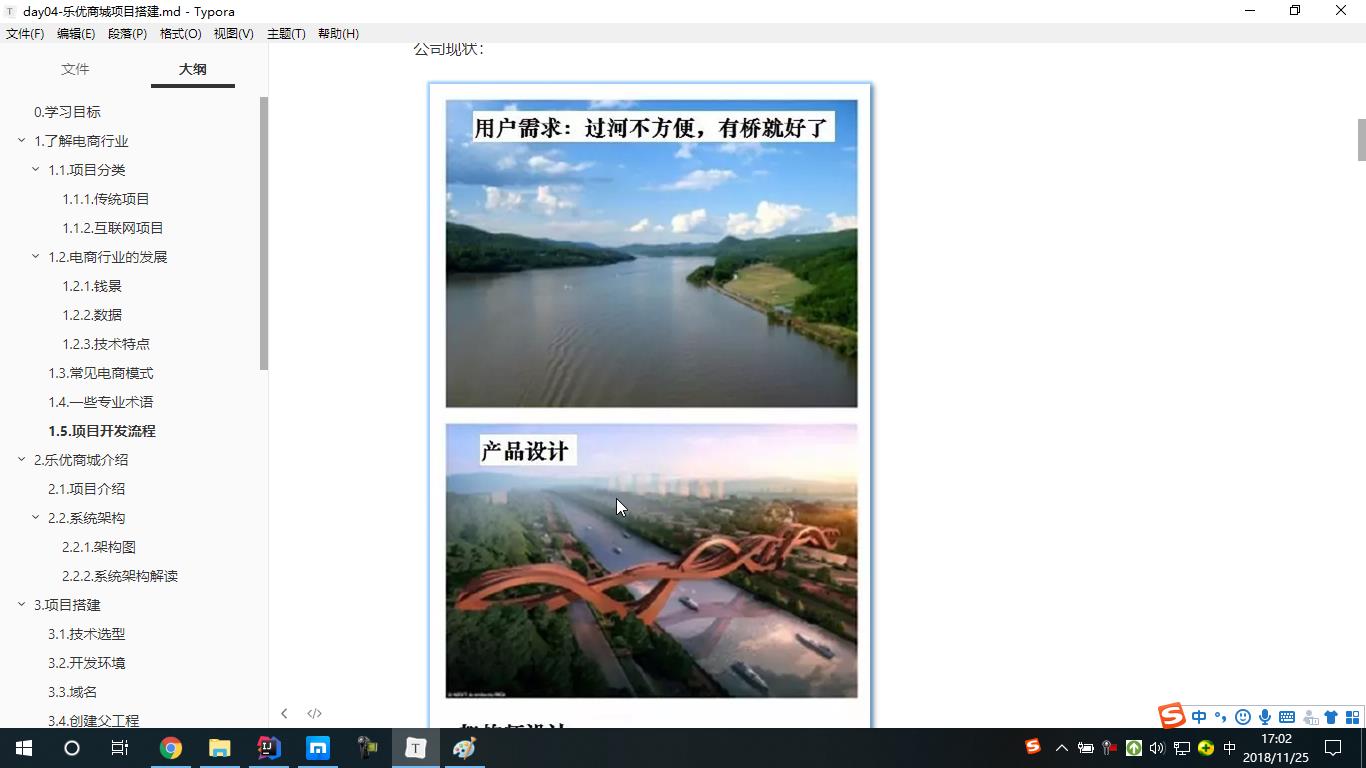 day04-乐优商城项目搭建.md - Typora
文件(F) 编辑(E) 段落(P) 格式(O) 视图(V) 主题(T) 帮助(H)
文件 大纲
0.学习目标
1.了解电商行业
1.1.项目分类
1.1.1.传统项目
1.1.2.互联网项目
1.2.电商行业的发展
1.2.1.钱景
1.2.2.数据
1.2.3.技术特点
1.3.常见电商模式
1.4.一些专业术语
1.5.项目开发流程
2.乐优商城介绍
2.1.项目介绍
2.2.系统架构
2.2.1.架构图
2.2.2.系统架构解读
3.项目搭建
3.1.技术选型
3.2.开发环境
3.3.域名
3.4.创建父工程
公司现状：
用户需求：过河不方便，有桥就好了
产品设计
中
中
17:02
2018/11/25